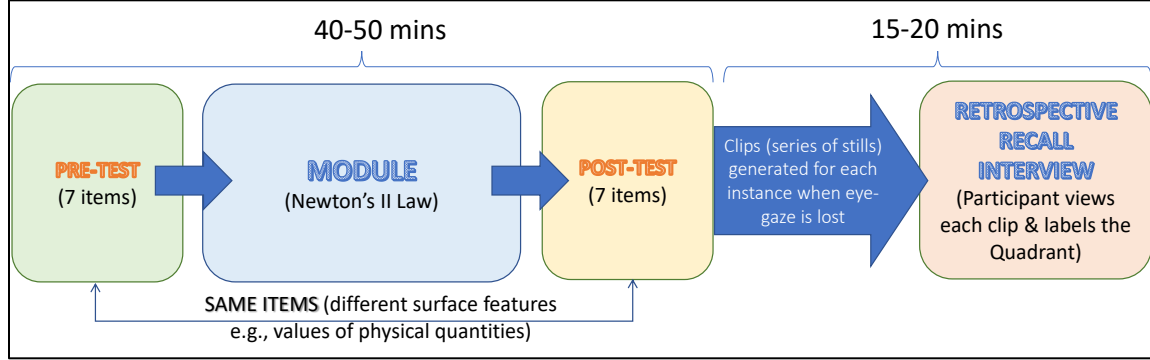 40-50 mins
15-20 mins
PRE-TEST
(7 items)
MODULE
(Newton's II Law)
POST-TEST
(7 items)
Clips (series of stills)
generated for each
instance when eye-
gaze is lost
RETROSPECTIVE
RECALL
INTERVIEW
(Participant views
each clip & labels the
Quadrant)
SAME ITEMS (different surface features
e.g., values of physical quantities)